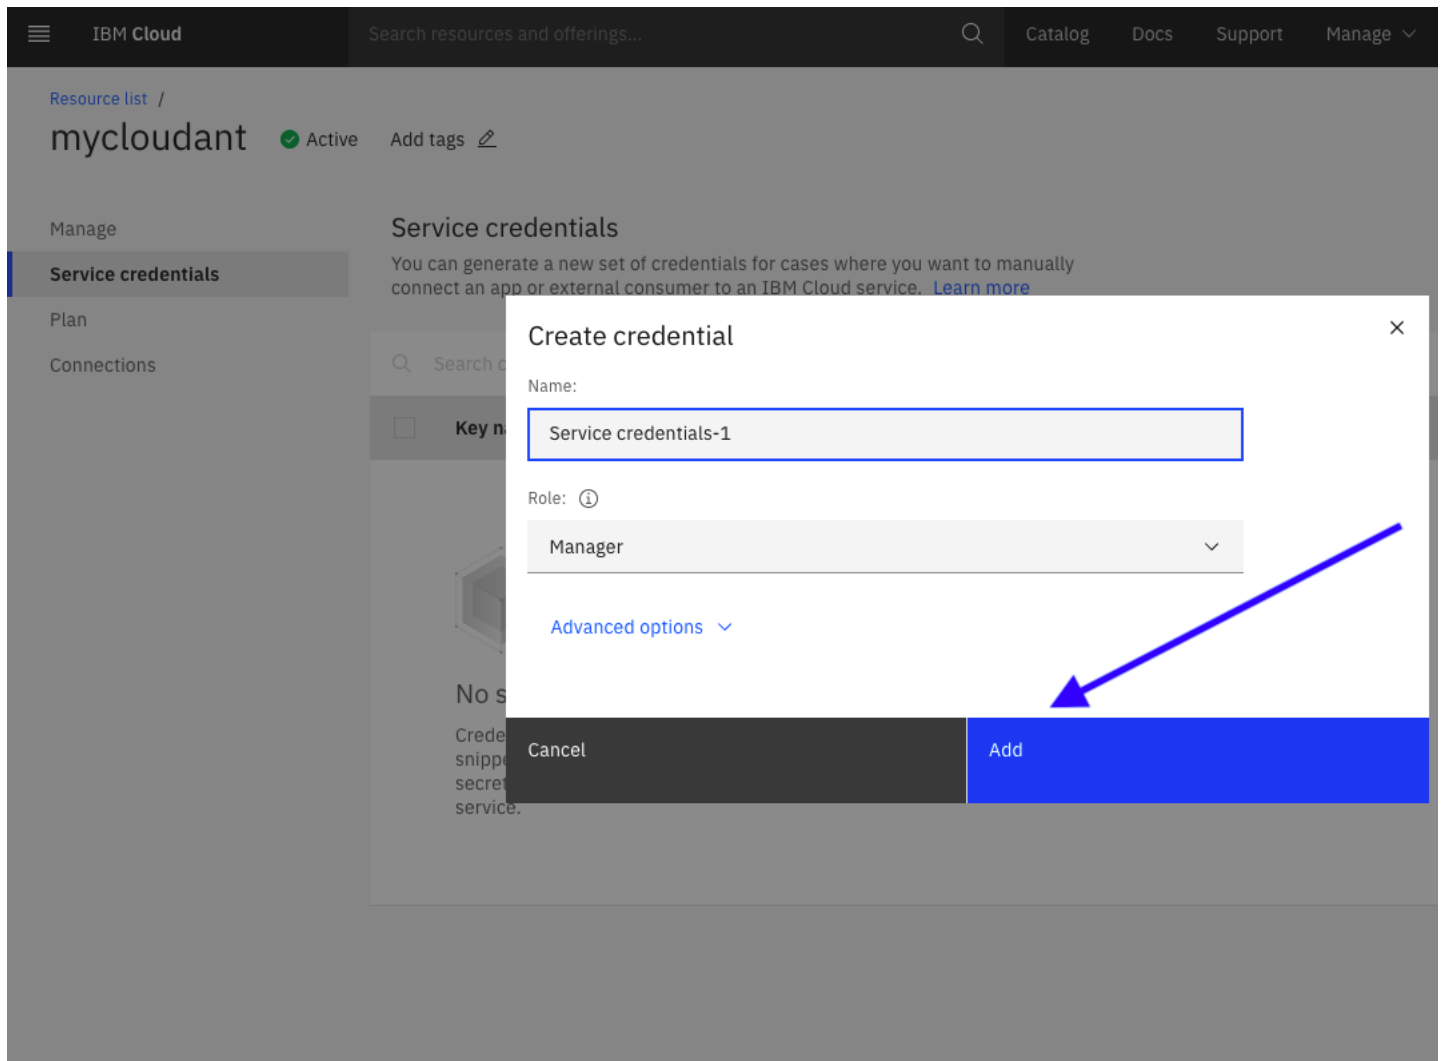 IBM Cloud
Search resources and offerings...
Catalog
Docs
Support
Manage
Resource list /
mycloudant
Active
Add tags
Manage
Service credentials
Plan
Connections
Service credentials
You can generate a new set of credentials for cases where you want to manually
connect an app or external consumer to an IBM Cloud service. Learn more
Search
Key
Create credential
Name:
Service credentials-1
Role:
Manager
Advanced options
Cancel
Add
No
service.